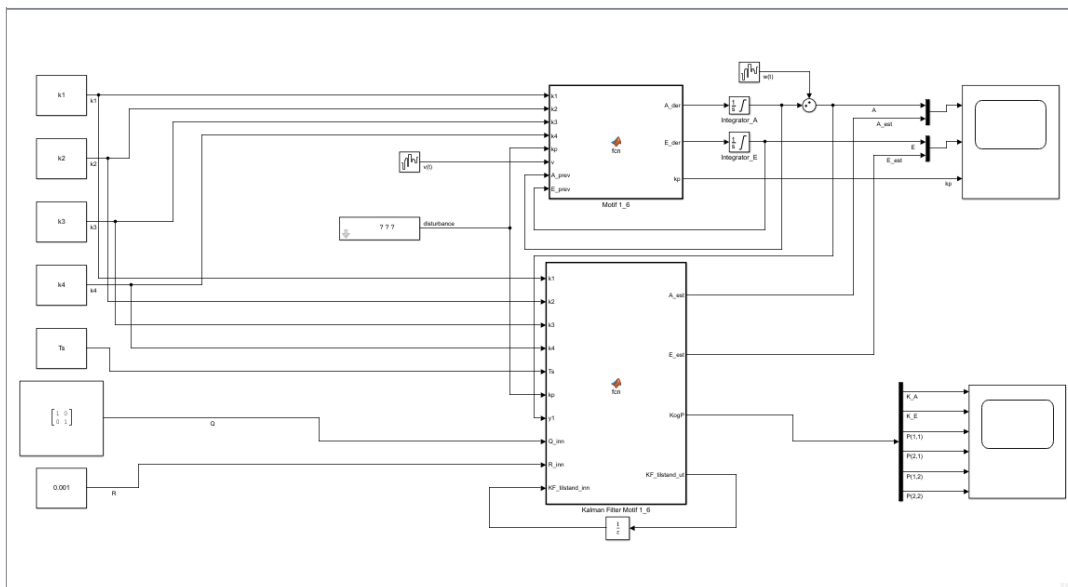 k1
k1
k2
k2
k3
k3
k4
k4
Ts
1 0
0 1
Q
0.001
R
v(t)
? ? ?
disturbance
k1
k2
k3
k4
kp
v
A_prev
E_prev
fcn
A_der
E_der
kp
Motif 1_6
1
s
Integrator_A
1
s
Integrator_E
w(t)
A
A_est
E
E_est
kp
k1
k2
k3
k4
Ts
kp
y1
Q_inn
R_inn
KF_tilstand_inn
fcn
A_est
E_est
KogP
KF_tilstand_ut
Kalman Filter Motif 1_6
1
z
K_A
K_E
P(1,1)
P(2,1)
P(1,2)
P(2,2)